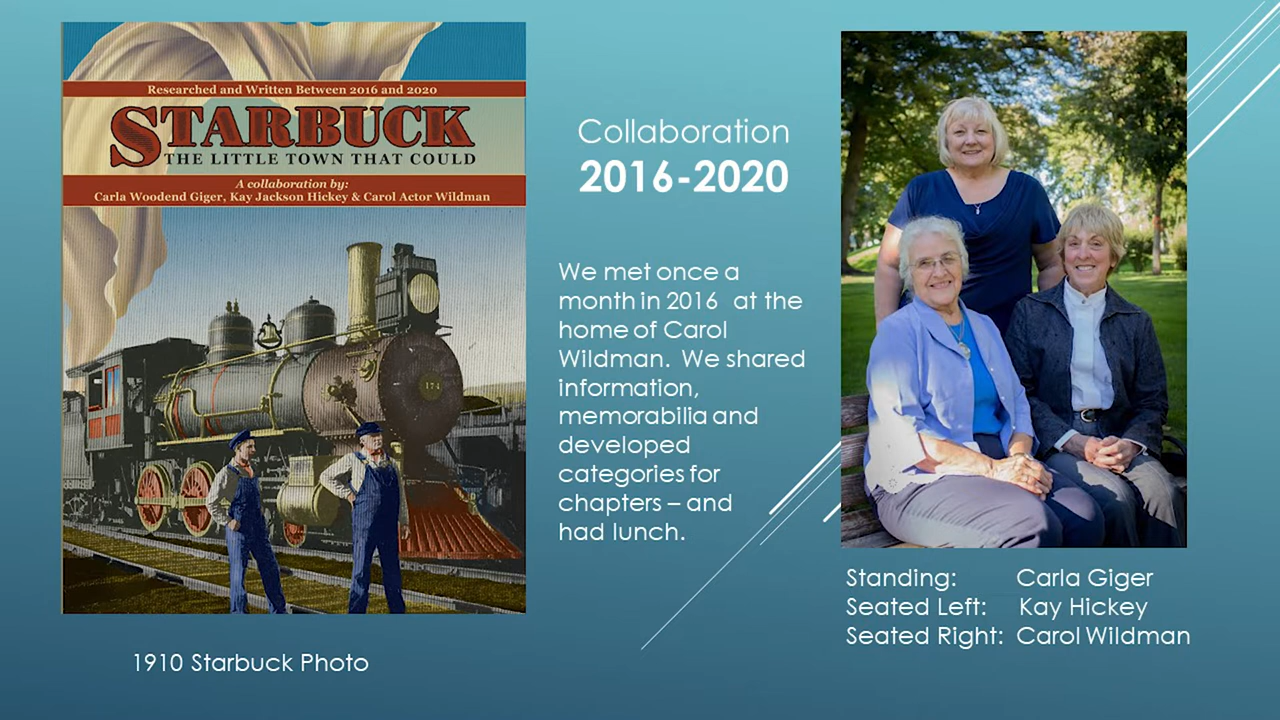 Researched and Written Between 2016 and 2020
STARBUCK
THE LITTLE TOWN THAT COULD
A collaboration by:
Carla Woodend Giger, Kay Jackson Hickey & Carol Actor Wildman
174
1910 Starbuck Photo
Collaboration
2016-2020
We met once a
month in 2016 at the
home of Carol
Wildman. We shared
information,
memorabilia and
developed
categories for
chapters – and
had lunch.
Standing: Carla Giger
Seated Left: Kay Hickey
Seated Right: Carol Wildman